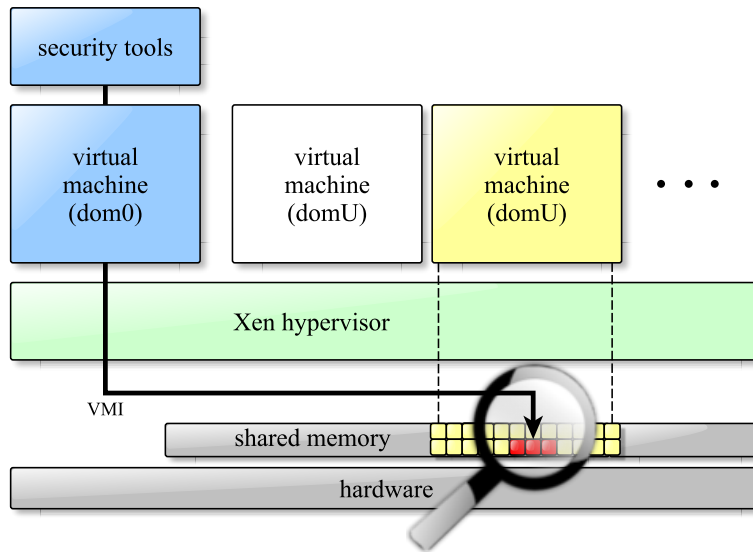 security tools
virtual
machine
(dom0)
virtual
machine
(domU)
virtual
machine
(domU)
. . .
Xen hypervisor
VMI
shared memory
hardware